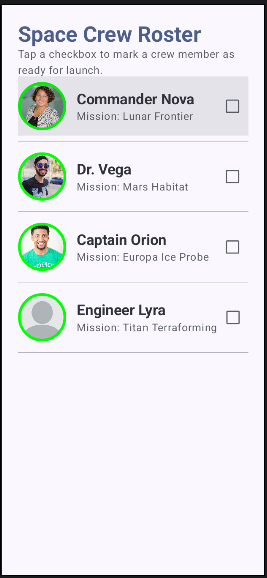 Space Crew Roster
Tap a checkbox to mark a crew member as
ready for launch.
Commander Nova
Mission: Lunar Frontier
Dr. Vega
Mission: Mars Habitat
Captain Orion
Mission: Europa Ice Probe
Engineer Lyra
Mission: Titan Terraforming